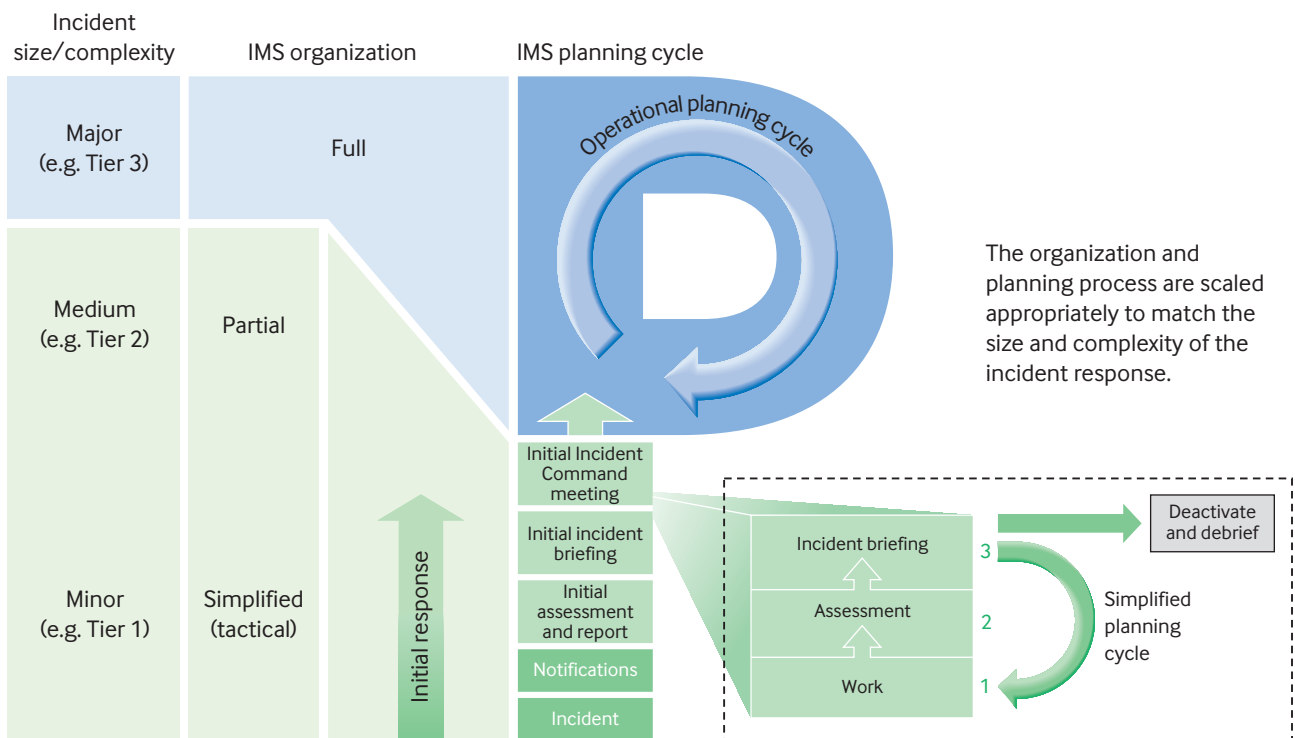 Incident
size/complexity
IMS organization
IMS planning cycle
Major
(e.g. Tier 3)
Full
Operational planning cycle
Medium
(e.g. Tier 2)
Partial
The organization and
planning process are scaled
appropriately to match the
size and complexity of the
incident response.
Minor
(e.g. Tier 1)
Simplified
(tactical)
Initial response
Initial Incident
Command
meeting
Initial incident
briefing
Initial
assessment
and report
Notifications
Incident
Incident briefing
3
Assessment
2
Work
1
Deactivate
and debrief
Simplified
planning
cycle